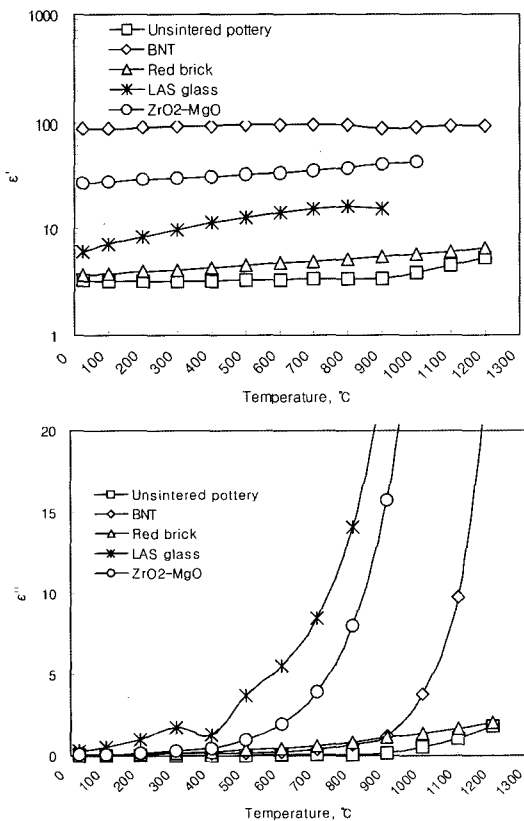 1000
100
10
1
ε'
Unsintered pottery
BNT
Red brick
LAS glass
ZrO2-MgO
0 100 200 300 400 500 600 700 800 900 1000 1100 1200 1300
Temperature, ℃
20
15
10
5
0
ε"
Unsintered pottery
BNT
Red brick
LAS glass
ZrO2-MgO
0 100 200 300 400 500 600 700 800 900 1000 1100 1200 1300
Temperature, ℃